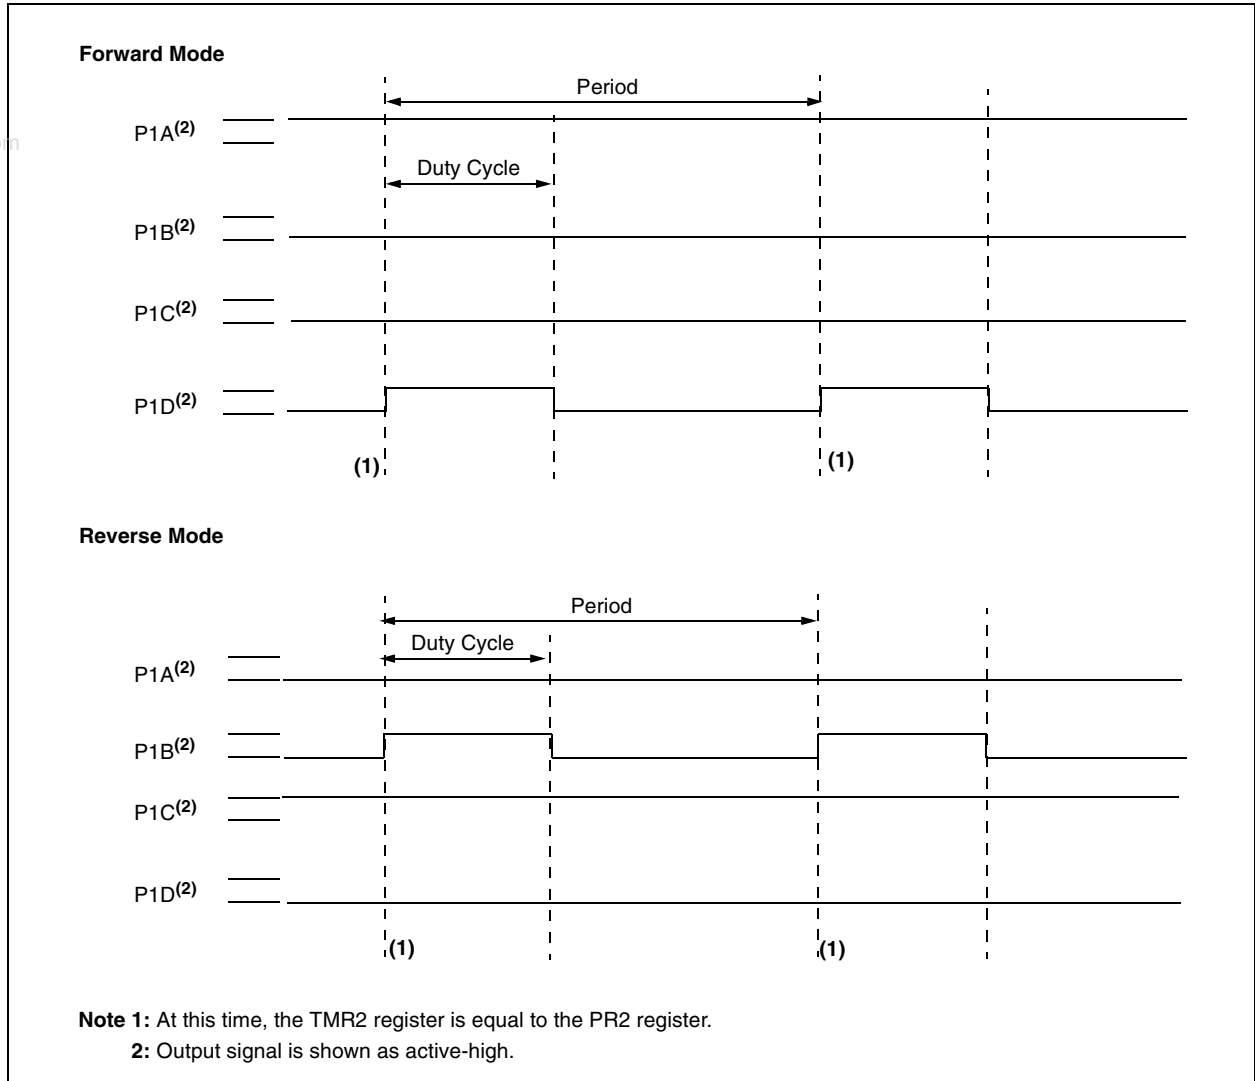 Forward Mode
Period
om
P1A(2)
Duty Cycle
P1B(2)
P1C(2)
P1D(2)
(1) (1)
Reverse Mode
Period
Duty Cycle
P1A(2)
P1B(2)
P1C(2)
P1D(2)
(1) (1)
Note 1: At this time, the TMR2 register is equal to the PR2 register.
2: Output signal is shown as active-high.